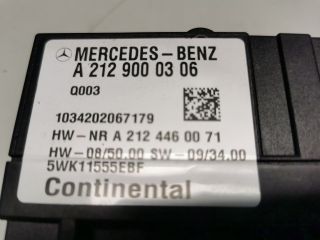 MERCEDES-BENZ
A 212 900 03 06
Q003
1034202067179
HW-NR A 212 446 00 71
HW-08/50.00 SW-09/34.00
5WK11555EBF
Continental